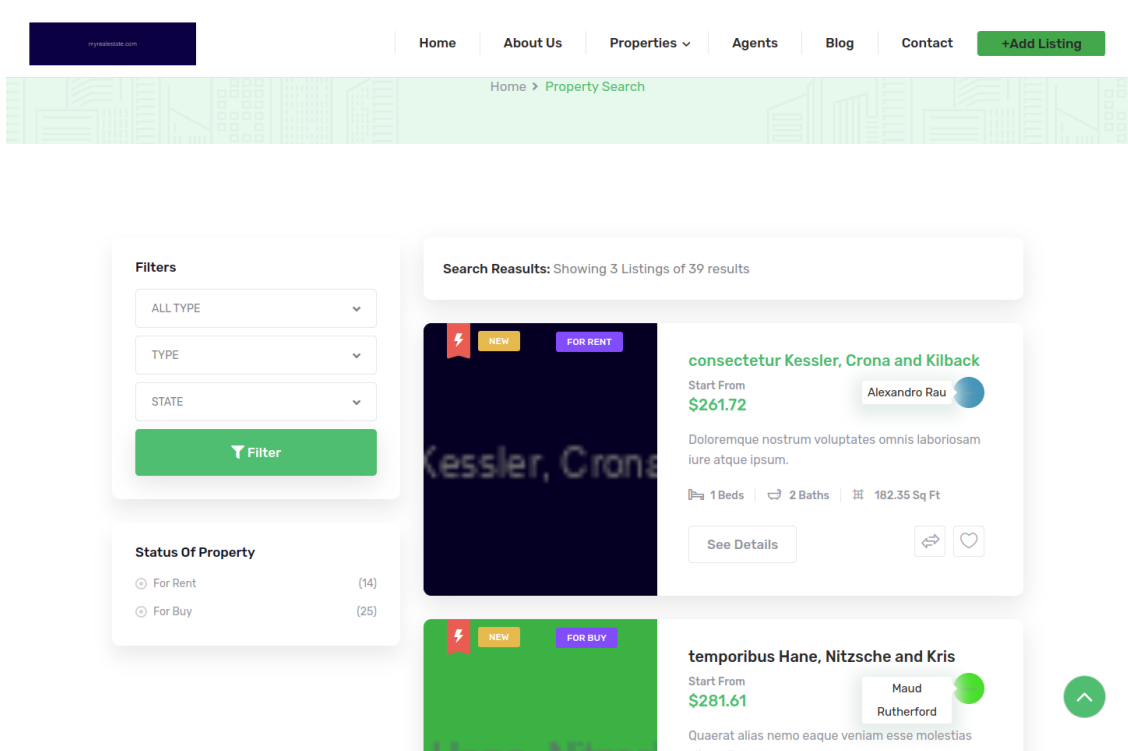 myrealestate.com
Home
About Us
Properties
Agents
Blog
Contact
+Add Listing
Home > Property Search
Filters
ALL TYPE
TYPE
STATE
Filter
Status Of Property
For Rent (14)
For Buy (25)
Search Reasults: Showing 3 Listings of 39 results
NEW
FOR RENT
Kessler, Crona
consectetur Kessler, Crona and Kilback
Start From
$261.72
Alexandro Rau
Doloremque nostrum voluptates omnis laboriosam
iure atque ipsum.
1 Beds
2 Baths
182.35 Sq Ft
See Details
NEW
FOR BUY
temporibus Hane, Nitzsche and Kris
Start From
$281.61
Maud
Rutherford
Quaerat alias nemo eaque veniam esse molestias